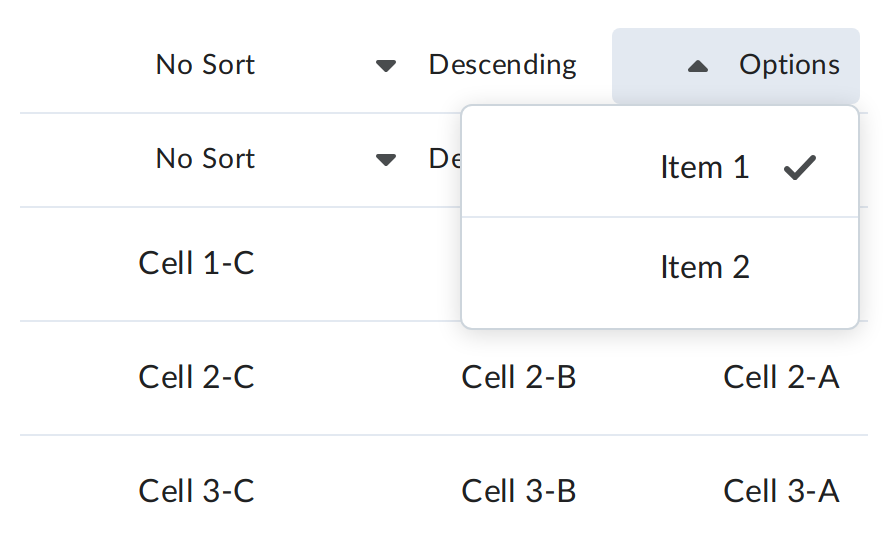 No Sort Descending Options
No Sort De
Item 1
Cell 1-C
Item 2
Cell 2-C Cell 2-B Cell 2-A
Cell 3-C Cell 3-B Cell 3-A